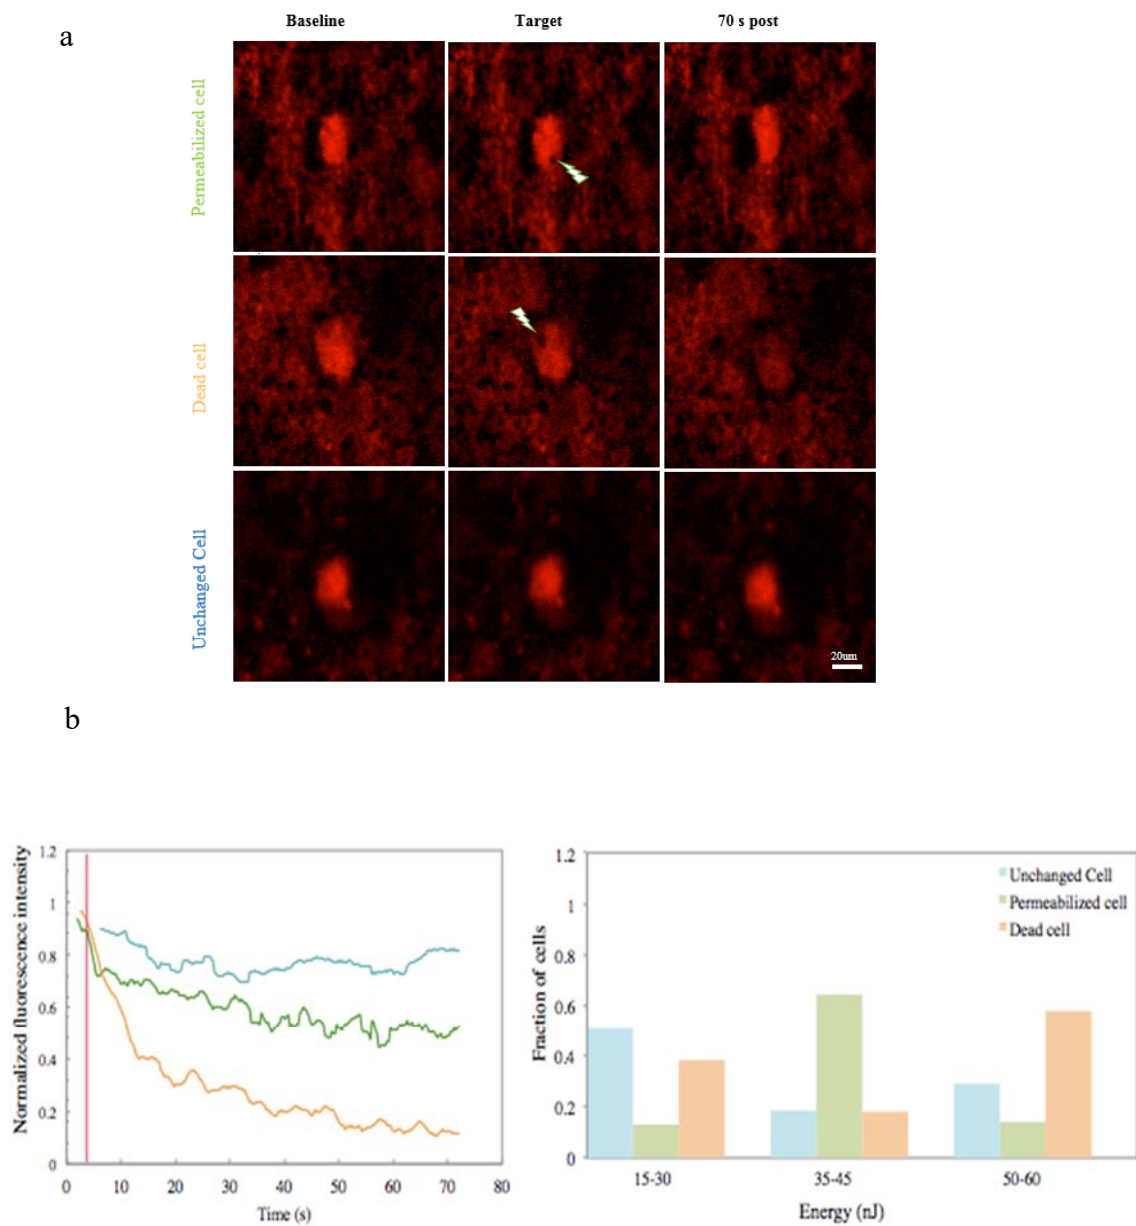 a
Baseline
Target
70 s post
Permeabilized cell
Dead cell
Unchanged Cell
20um
b
Normalized fluorescence intensity
1.2
1
0.8
0.6
0.4
0.2
0
0 10 20 30 40 50 60 70 80
Time (s)
Fraction of cells
1.2
1
0.8
0.6
0.4
0.2
0
Unchanged Cell
Permeabilized cell
Dead cell
15-30 35-45 50-60
Energy (nJ)